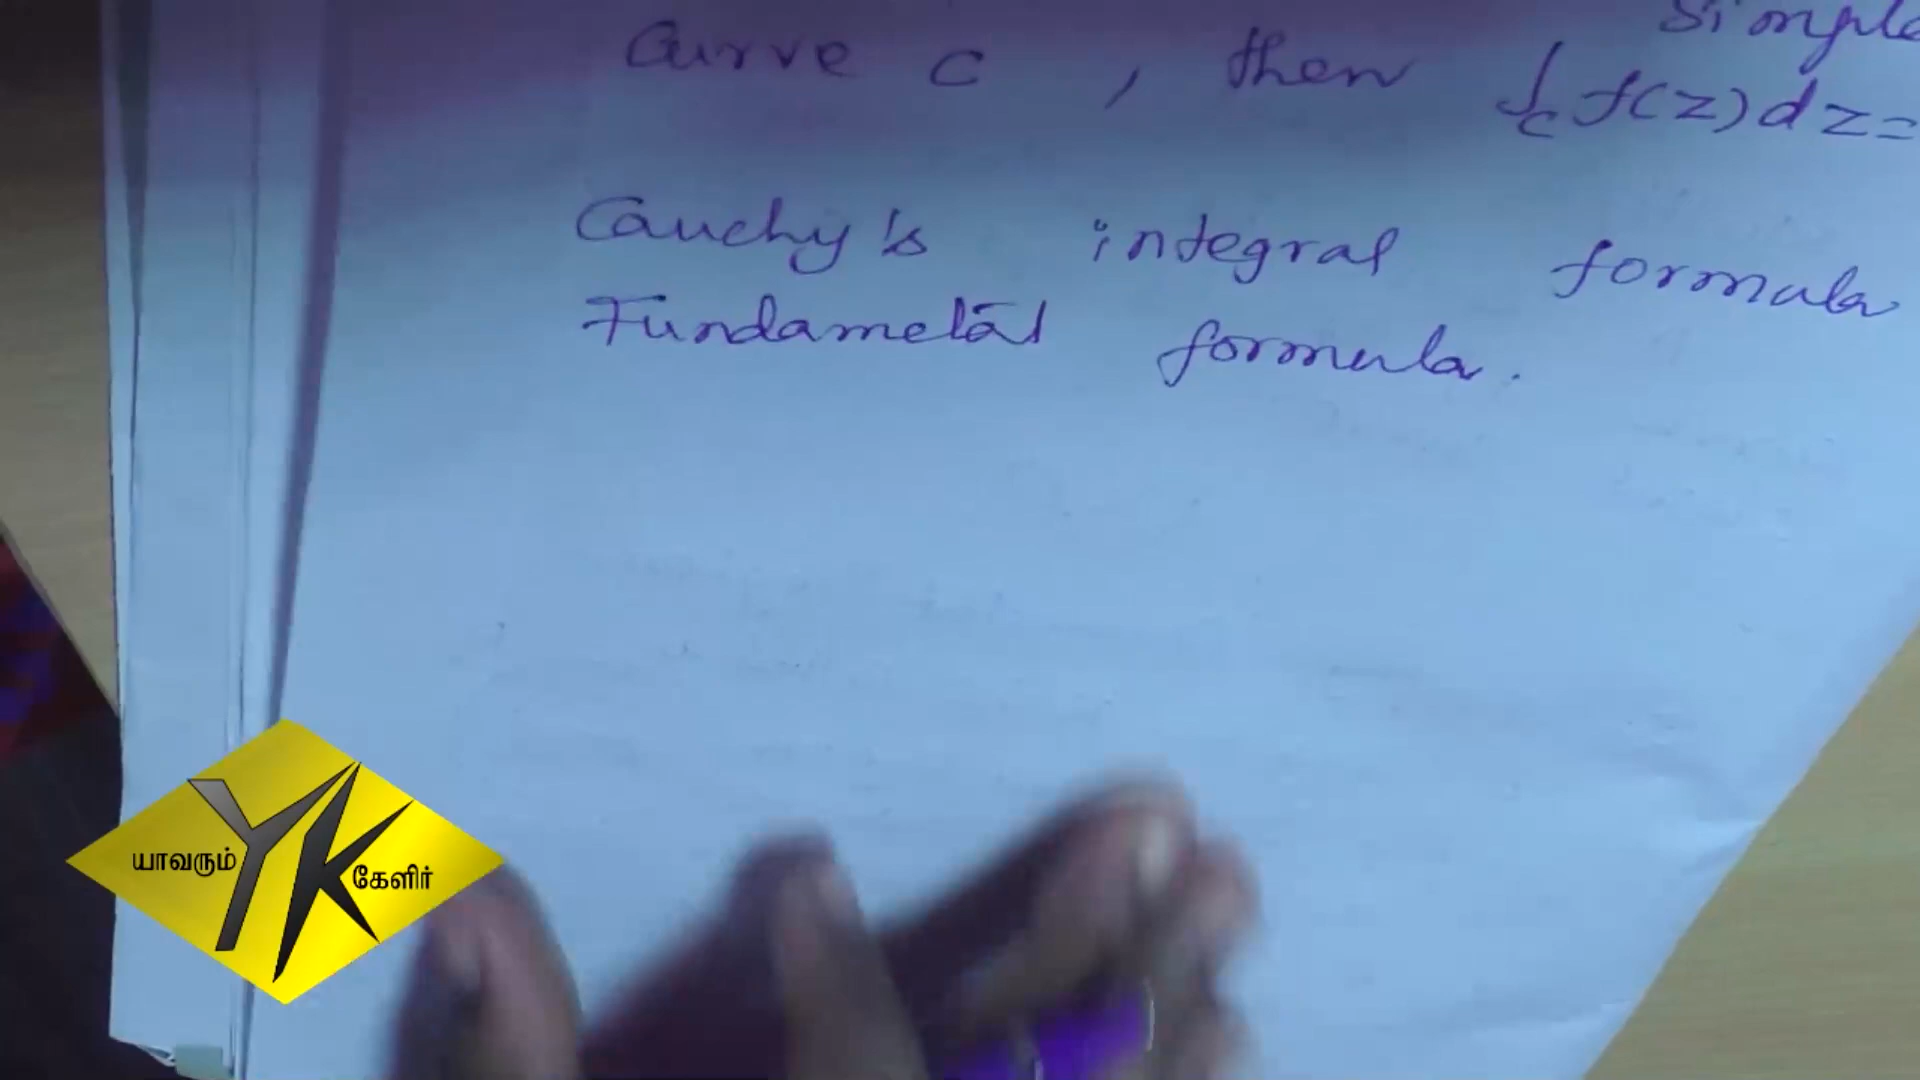 Simple
Curve c , then ∫c f(z)dz=
Cauchy's integral formula
Fundametal formula.
யாவரும் YK கேளிர்